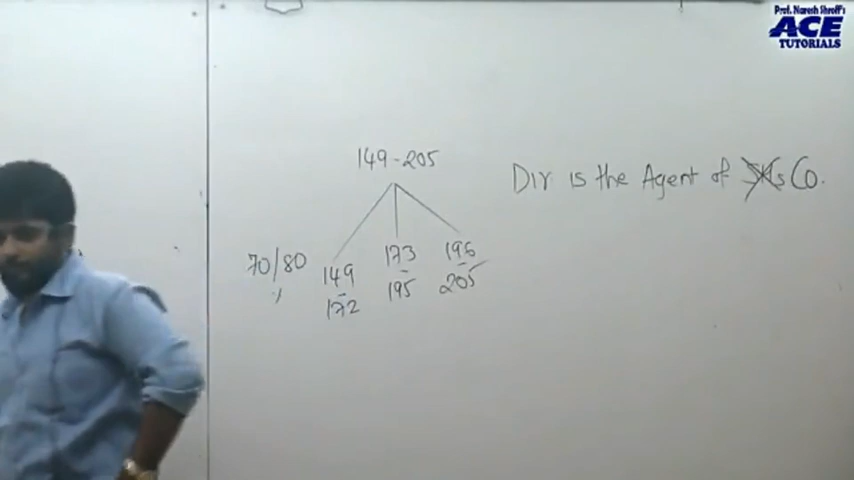 Prof. Naresh Shroff's
ACE
TUTORIALS
149-205
Dir is the Agent of Co.
70/80
149
-
172
173
-
195
196
-
205